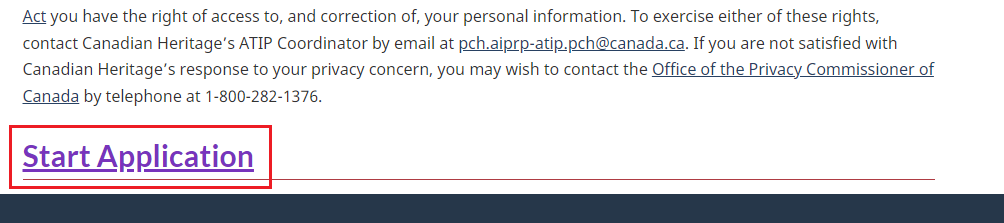 Act you have the right of access to, and correction of, your personal information. To exercise either of these rights,
contact Canadian Heritage's ATIP Coordinator by email at pch.aiprp-atip.pch@canada.ca. If you are not satisfied with
Canadian Heritage's response to your privacy concern, you may wish to contact the Office of the Privacy Commissioner of
Canada by telephone at 1-800-282-1376.
Start Application